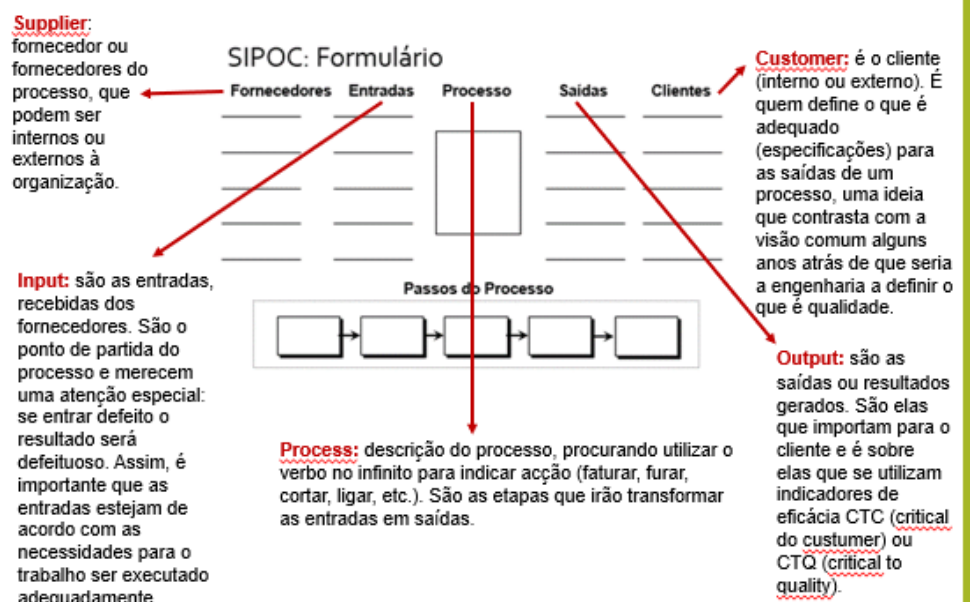 Supplier:
fornecedor ou
fornecedores do
processo, que
podem ser
internos ou
externos à
organização.
SIPOC: Formulário
Fornecedores Entradas Processo Saídas Clientes
Customer: é o cliente
(interno ou externo). É
quem define o que é
adequado
(especificações) para
as saídas de um
processo, uma ideia
que contrasta com a
visão comum alguns
anos atrás de que seria
a engenharia a definir o
que é qualidade.
Input: são as entradas,
recebidas dos
fornecedores. São o
ponto de partida do
processo e merecem
uma atenção especial:
se entrar defeito o
resultado será
defeituoso. Assim, é
importante que as
entradas estejam de
acordo com as
necessidades para o
trabalho ser executado
adequadamente
Passos do Processo
Process: descrição do processo, procurando utilizar o
verbo no infinito para indicar acção (faturar, furar,
cortar, ligar, etc.). São as etapas que irão transformar
as entradas em saídas.
Output: são as
saídas ou resultados
gerados. São elas
que importam para o
cliente e é sobre
elas que se utilizam
indicadores de
eficácia CTC (critical
do custumer) ou
CTQ (critical to
quality).